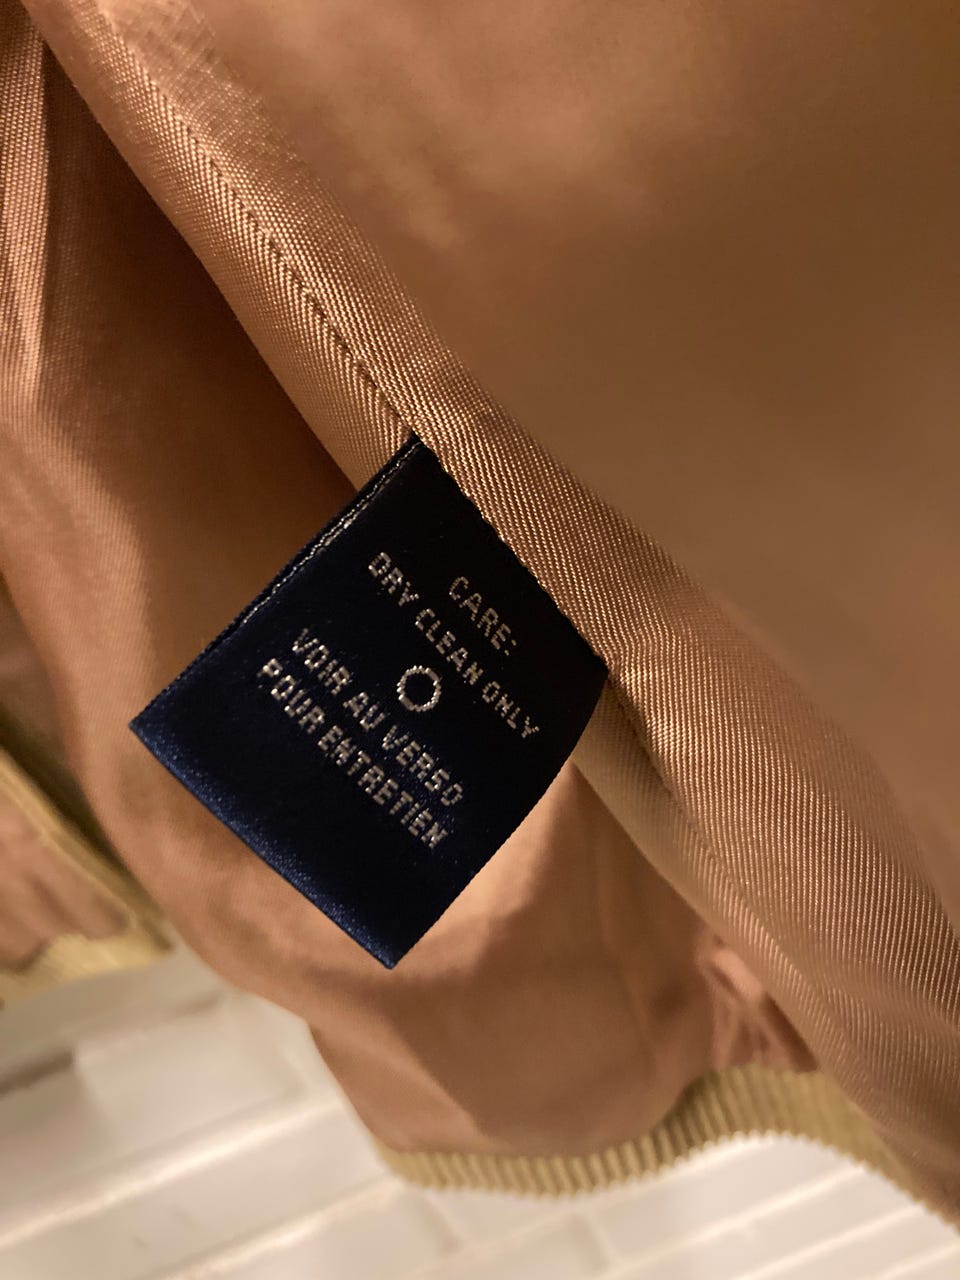 CARE:
DRY CLEAN ONLY
VOIR AU VERSO
POUR ENTRETIEN